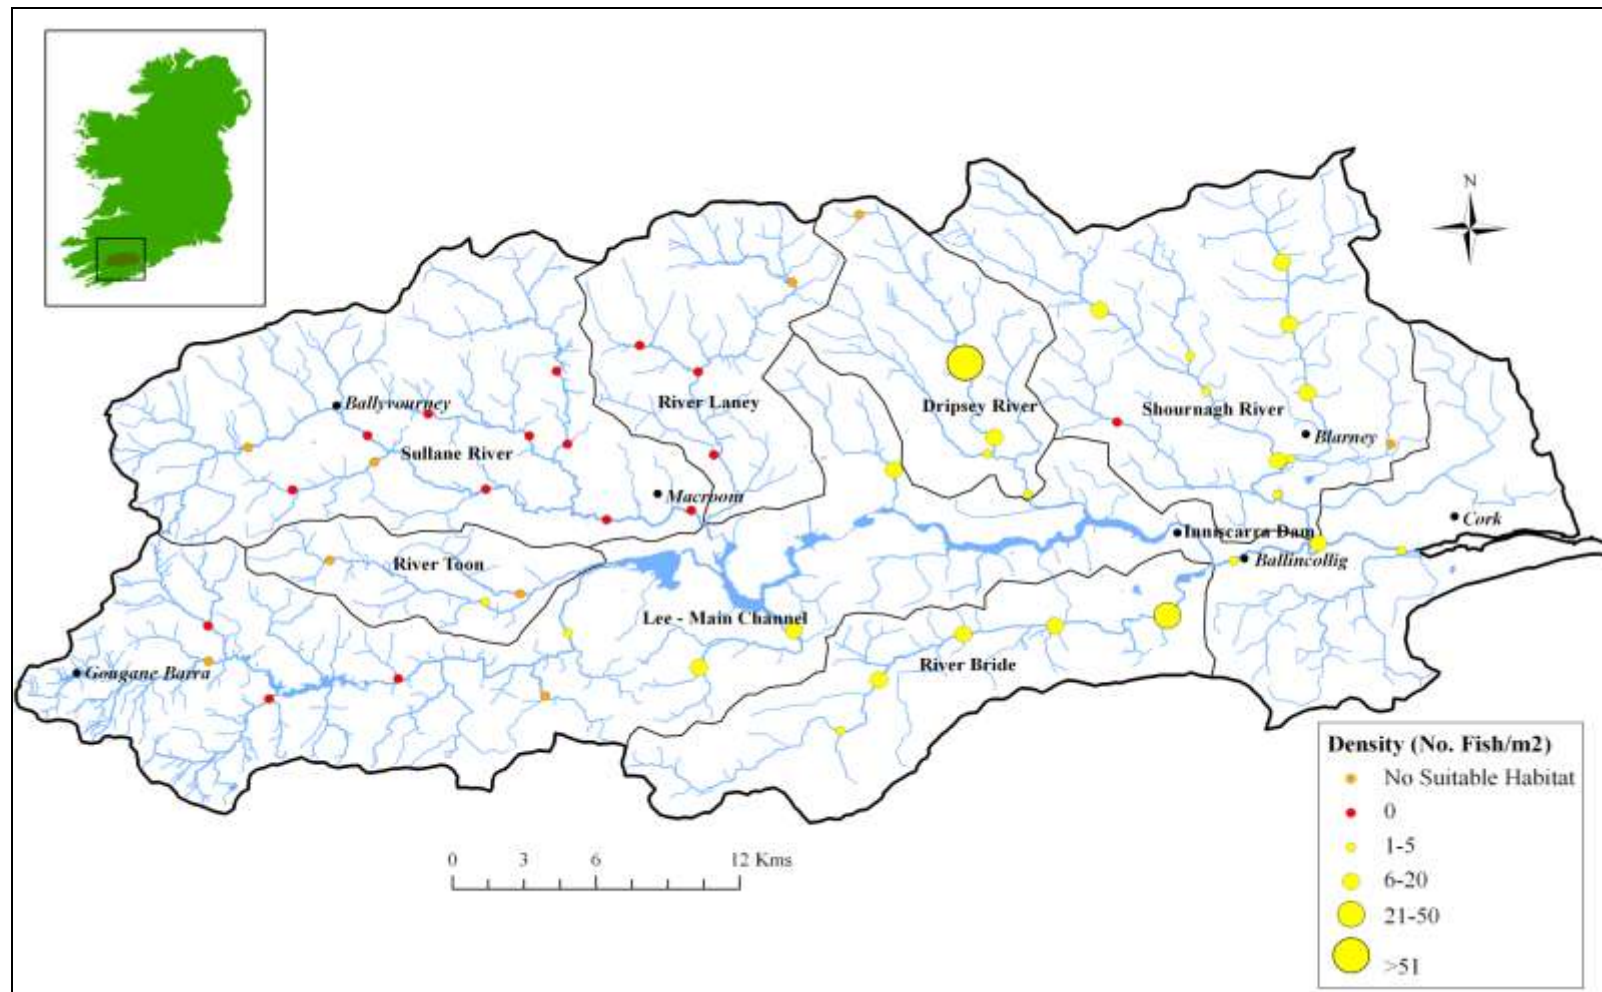 N
Ballyvourney
River Laney
Dripsey River
Shournagh River
Blarney
Sullane River
Macroom
Cork
Inniscarra Dam
Ballincollig
River Toon
Lee - Main Channel
River Bride
Gougane Barra
Density (No. Fish/m2)
No Suitable Habitat
0
1-5
6-20
21-50
>51
0 3 6 12 Kms